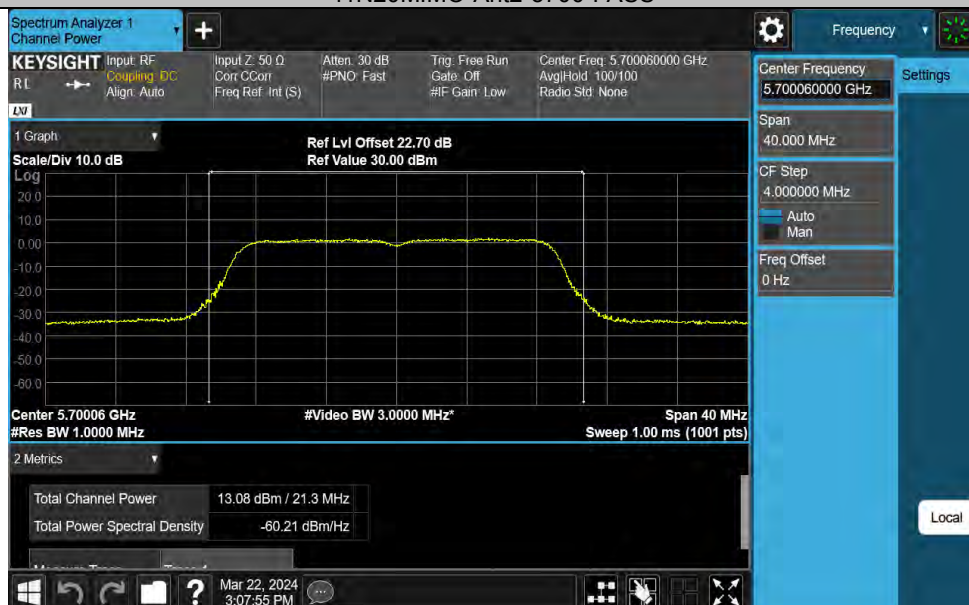 Spectrum Analyzer 1
Channel Power
+
Frequency
KEYSIGHT
RL
LXI
Input: RF
Coupling: DC
Align: Auto
Input Z: 50 Ω
Corr CCorr
Freq Ref: Int (S)
Atten: 30 dB
#PNO: Fast
Trig: Free Run
Gate: Off
#IF Gain: Low
Center Freq: 5.700060000 GHz
Avg|Hold: 100/100
Radio Std: None
Center Frequency
5.700060000 GHz
Settings
Span
40.000 MHz
CF Step
4.000000 MHz
Auto
Man
Freq Offset
0 Hz
1 Graph
Scale/Div 10.0 dB
Ref Lvl Offset 22.70 dB
Ref Value 30.00 dBm
Log
20.0
10.0
0.00
-10.0
-20.0
-30.0
-40.0
-50.0
-60.0
Center 5.70006 GHz
#Video BW 3.0000 MHz*
Span 40 MHz
#Res BW 1.0000 MHz
Sweep 1.00 ms (1001 pts)
2 Metrics
Total Channel Power 13.08 dBm / 21.3 MHz
Total Power Spectral Density -60.21 dBm/Hz
Local
?
Mar 22, 2024
3:07:55 PM